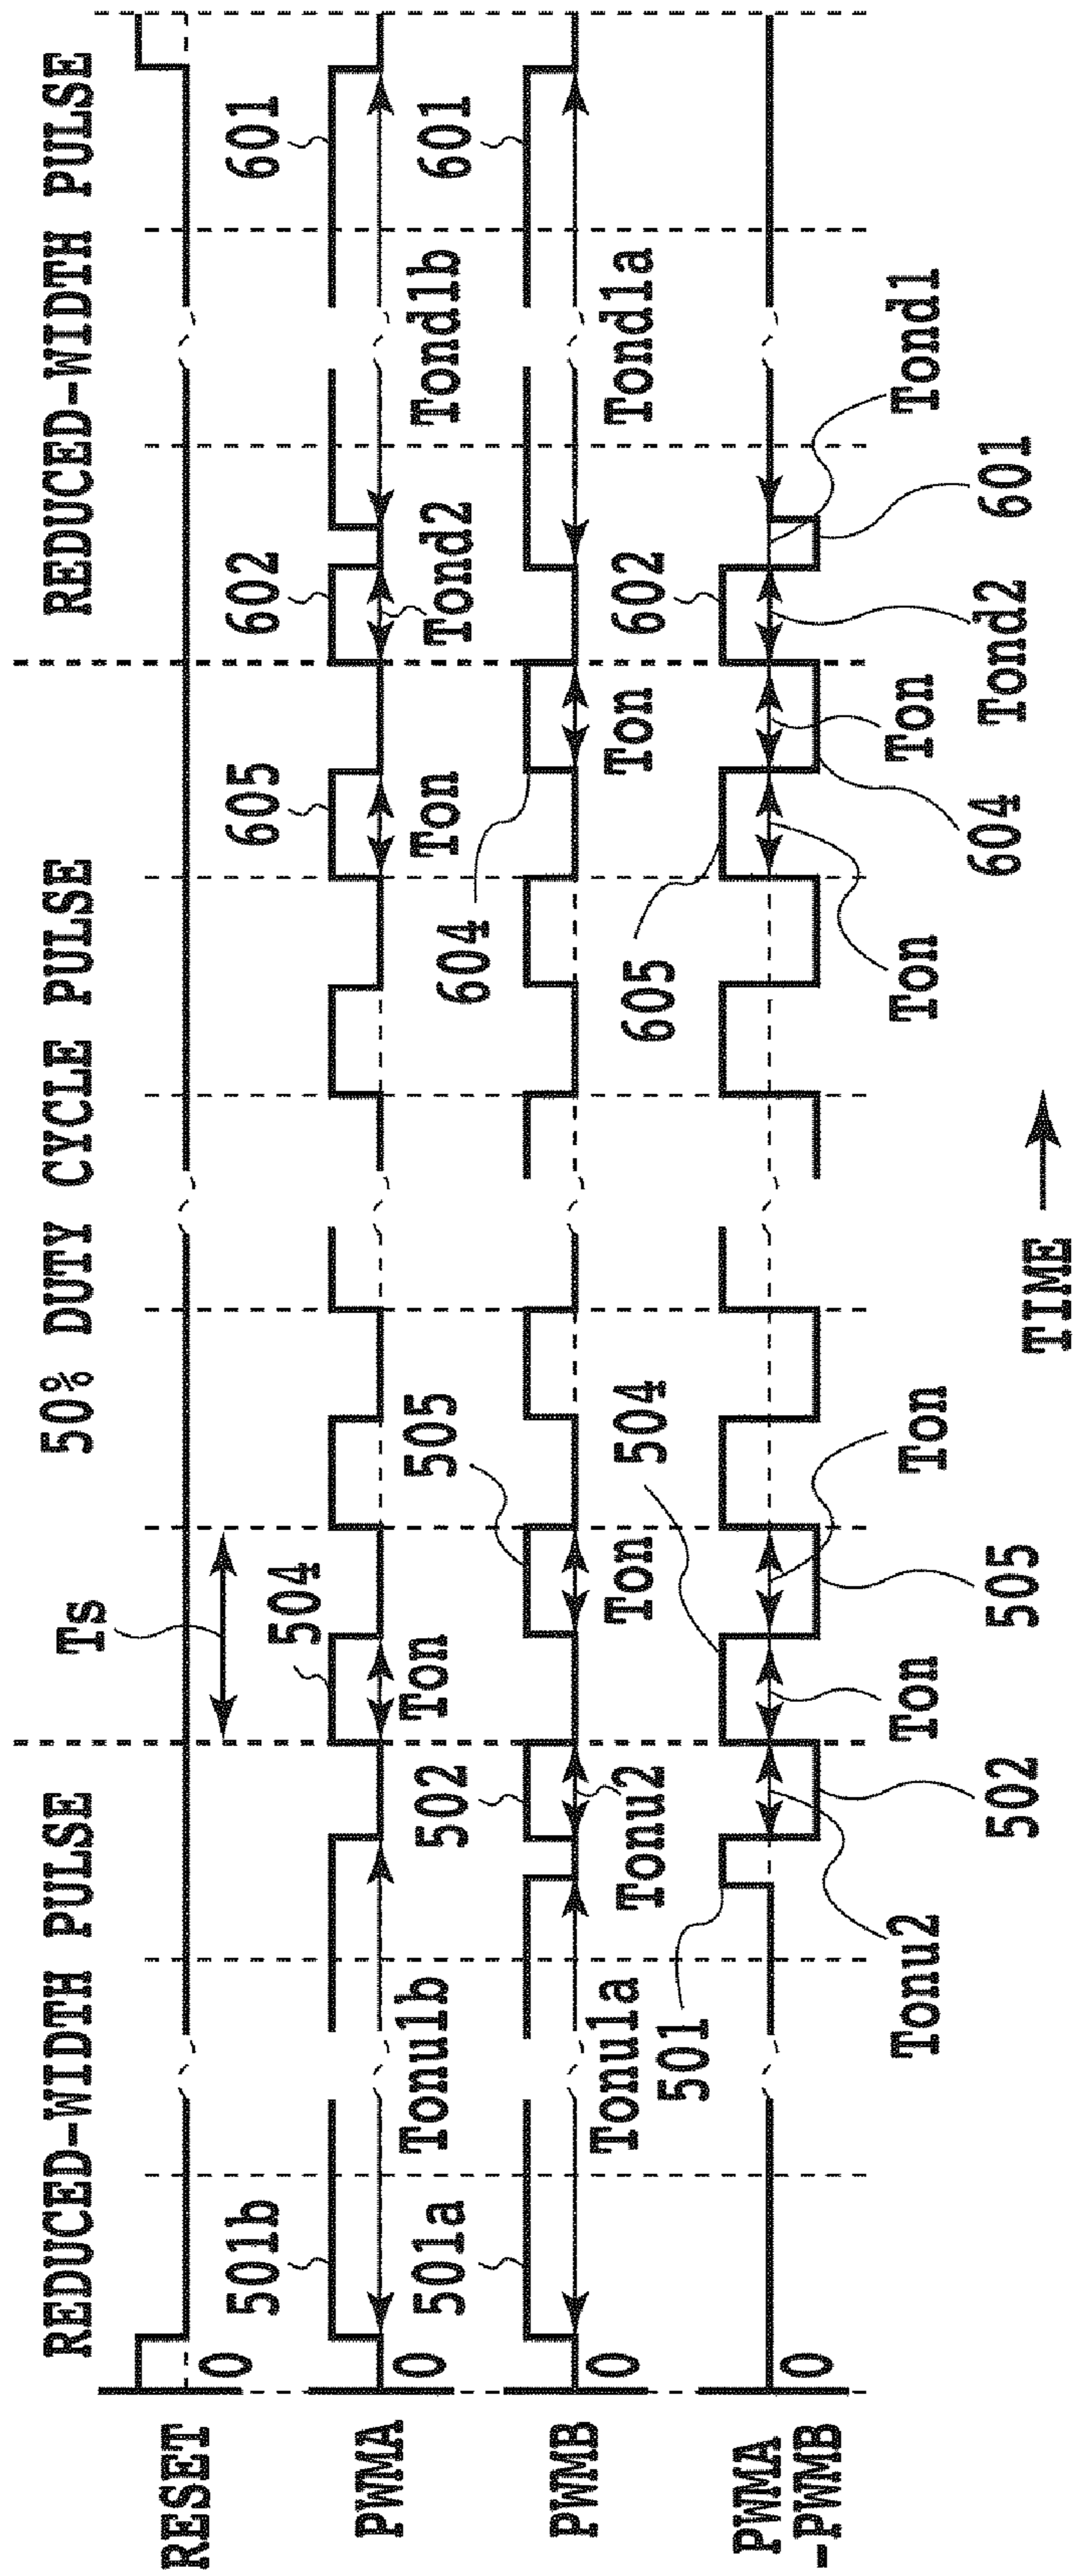 REDUCED-WIDTH PULSE
50% DUTY CYCLE PULSE
REDUCED-WIDTH PULSE
Ts
RESET
0
501b
504
605
602
601
PWMA
0
Tonu1b
Ton
Ton
Tond2
Tond1b
501a
502
505
604
601
PWMB
0
Tonu1a
Tonu2
Ton
Ton
Tond1a
501
504
605
602
PWMA
-PWMB
0
Tonu2
Ton
Ton
Ton
Ton
Tond2
Tond1
502
505
604
601
TIME